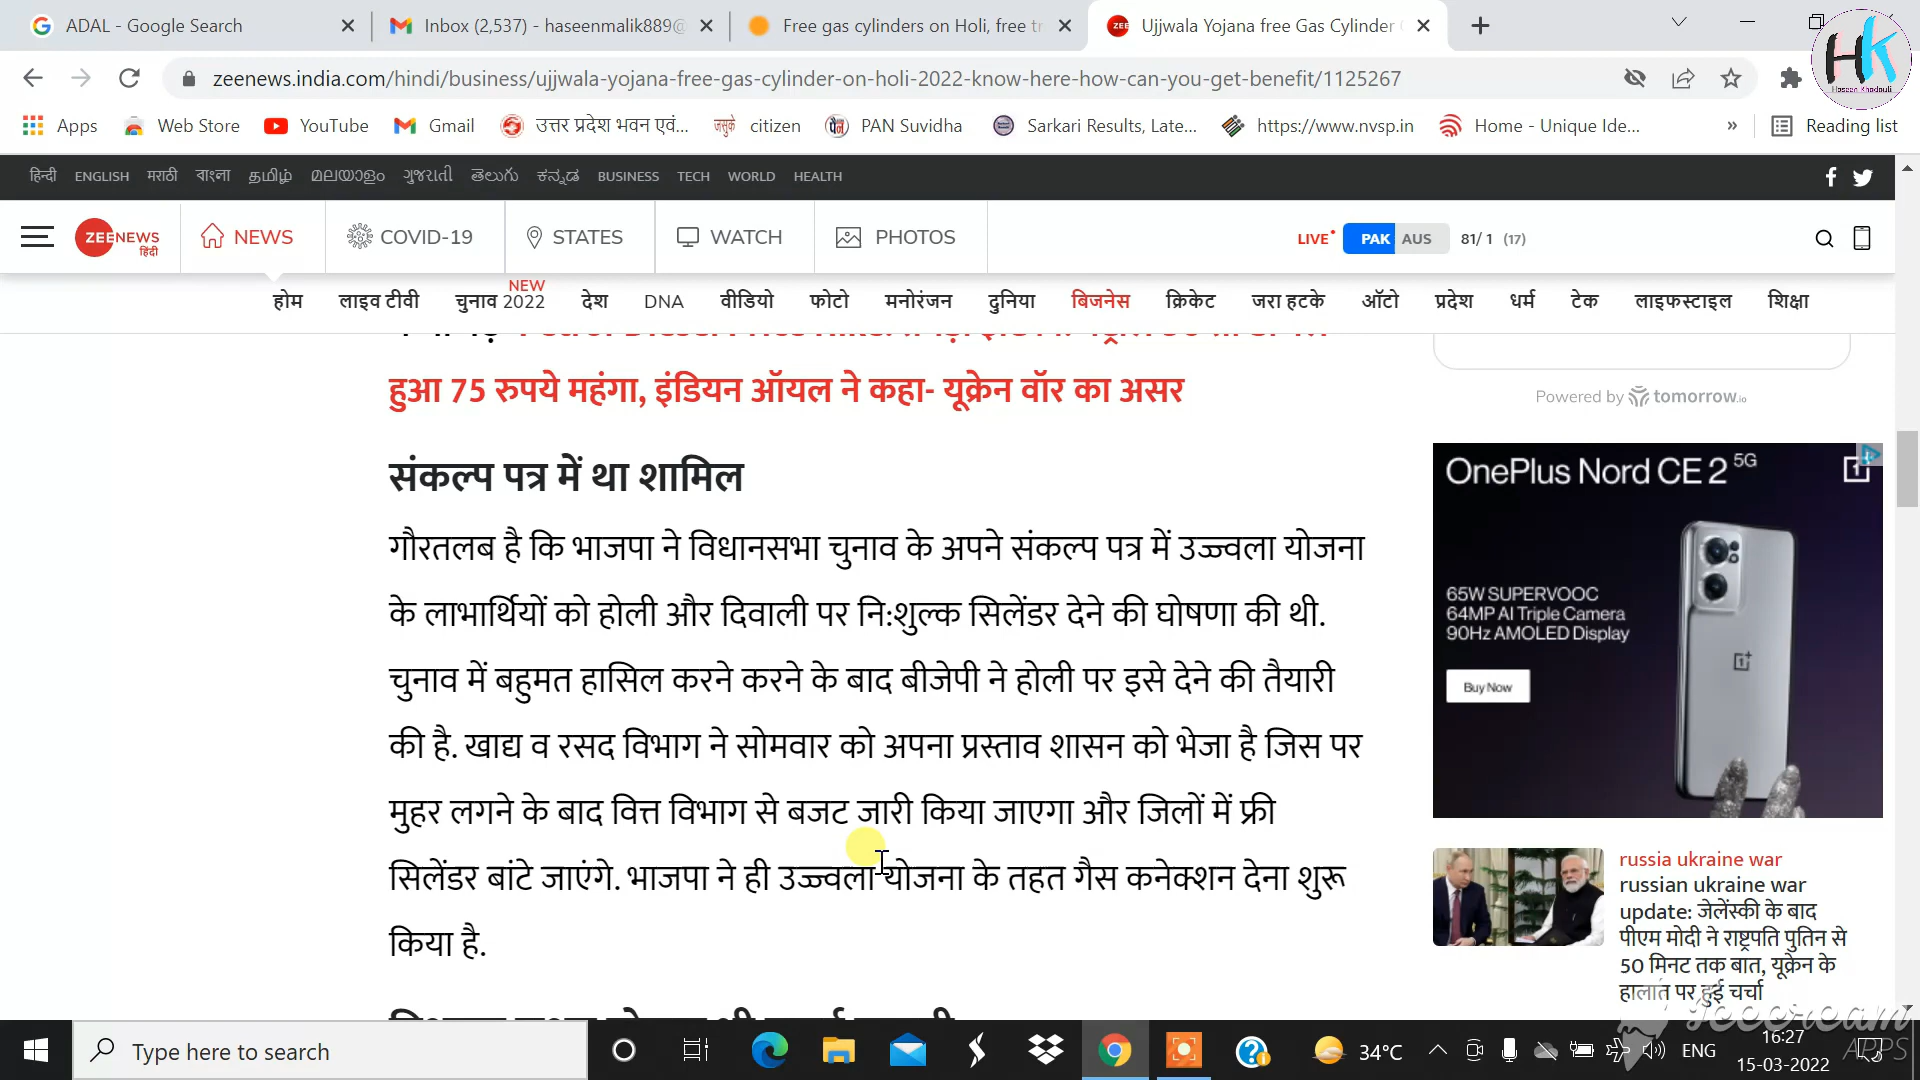 ADAL - Google Search
Inbox (2,537) - haseenmalik889@
Free gas cylinders on Holi, free tr
Ujjwala Yojana free Gas Cylinder
zeenews.india.com/hindi/business/ujjwala-yojana-free-gas-cylinder-on-holi-2022-know-here-how-can-you-get-benefit/1125267
HK
Haseen Khadauli
Apps Web Store YouTube Gmail उत्तर प्रदेश भवन एवं... citizen PAN Suvidha Sarkari Results, Late... https://www.nvsp.in Home - Unique Ide... » Reading list
हिन्दी ENGLISH मराठी বাংলা தமிழ் മലയാളം ગુજરાતી తెలుగు ಕನ್ನಡ BUSINESS TECH WORLD HEALTH
ZEENEWS
हिंदी
NEWS COVID-19 STATES WATCH PHOTOS
LIVE PAK AUS 81/ 1 (17)
होम लाइव टीवी चुनाव 2022 NEW देश DNA वीडियो फोटो मनोरंजन दुनिया बिजनेस क्रिकेट जरा हटके ऑटो प्रदेश धर्म टेक लाइफस्टाइल शिक्षा
हुआ 75 रुपये महंगा, इंडियन ऑयल ने कहा- यूक्रेन वॉर का असर
संकल्प पत्र में था शामिल
गौरतलब है कि भाजपा ने विधानसभा चुनाव के अपने संकल्प पत्र में उज्ज्वला योजना
के लाभार्थियों को होली और दिवाली पर नि:शुल्क सिलेंडर देने की घोषणा की थी.
चुनाव में बहुमत हासिल करने करने के बाद बीजेपी ने होली पर इसे देने की तैयारी
की है. खाद्य व रसद विभाग ने सोमवार को अपना प्रस्ताव शासन को भेजा है जिस पर
मुहर लगने के बाद वित्त विभाग से बजट जारी किया जाएगा और जिलों में फ्री
सिलेंडर बांटे जाएंगे. भाजपा ने ही उज्ज्वला योजना के तहत गैस कनेक्शन देना शुरू
किया है.
Powered by tomorrow.io
OnePlus Nord CE 2 5G
65W SUPERVOOC
64MP AI Triple Camera
90Hz AMOLED Display
Buy Now
russia ukraine war
russian ukraine war
update: जेलेंस्की के बाद
पीएम मोदी ने राष्ट्रपति पुतिन से
50 मिनट तक बात, यूक्रेन के
हालात पर हुई चर्चा
Icecream
APPS
Type here to search
34°C
ENG
16:27
15-03-2022